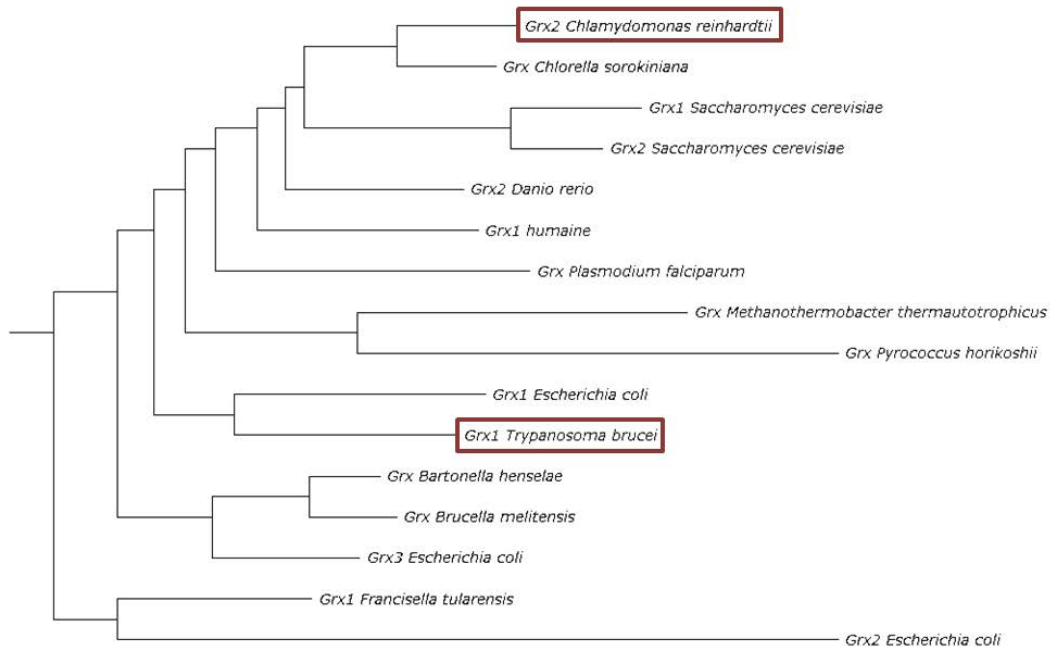 Grx2 Chlamydomonas reinhardtii
Grx Chlorella sorokiniana
Grx1 Saccharomyces cerevisiae
Grx2 Saccharomyces cerevisiae
Grx2 Danio rerio
Grx1 humaine
Grx Plasmodium falciparum
Grx Methanothermobacter thermautotrophicus
Grx Pyrococcus horikoshii
Grx1 Escherichia coli
Grx1 Trypanosoma brucei
Grx Bartonella henselae
Grx Brucella melitensis
Grx3 Escherichia coli
Grx1 Francisella tularensis
Grx2 Escherichia coli